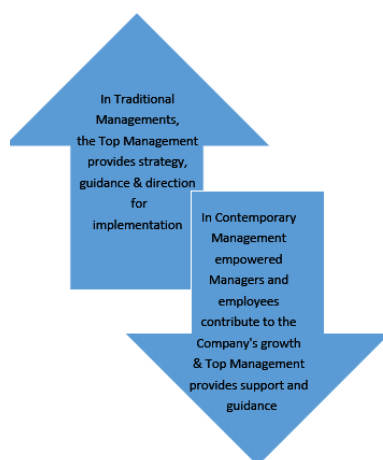 In Traditional
Managements,
the Top Management
provides strategy,
guidance & direction
for
implementation
In Contemporary
Management
empowered
Managers and
employees
contribute to the
Company's growth
& Top Management
provides support and
guidance